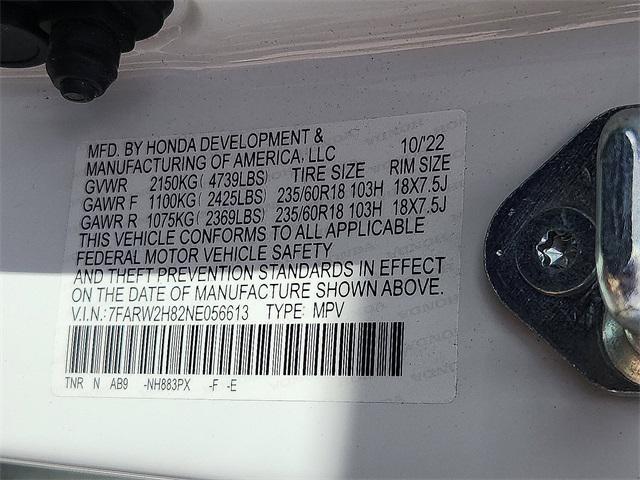 MFD. BY HONDA DEVELOPMENT & 10/'22
MANUFACTURING OF AMERICA, LLC
GVWR 2150KG( 4739LBS) TIRE SIZE RIM SIZE
GAWR F 1100KG( 2425LBS) 235/60R18 103H 18X7.5J
GAWR R 1075KG( 2369LBS) 235/60R18 103H 18X7.5J
THIS VEHICLE CONFORMS TO ALL APPLICABLE
FEDERAL MOTOR VEHICLE SAFETY
AND THEFT PREVENTION STANDARDS IN EFFECT
ON THE DATE OF MANUFACTURE SHOWN ABOVE.
V.I.N.:7FARW2H82NE056613 TYPE: MPV
TNR N AB9 -NH883PX -F -E